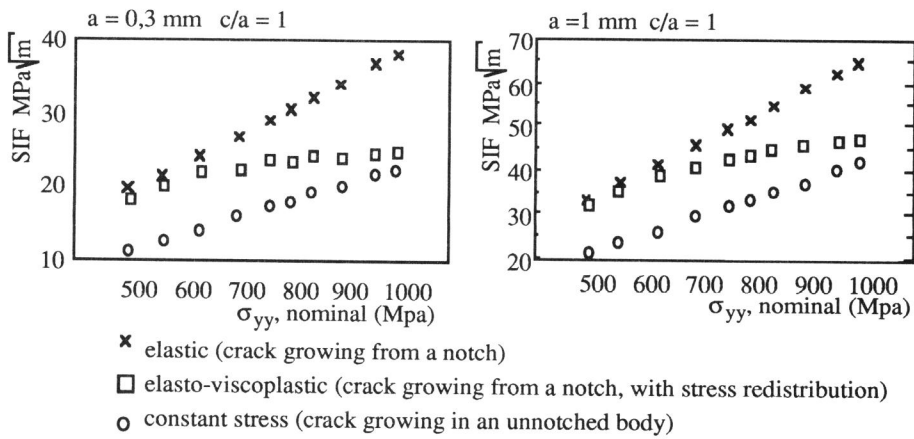 a = 0,3 mm c/a = 1
SIF MPa√m
40
30
20
10
500 600 700 800 900 1000
σyy, nominal (Mpa)
a =1 mm c/a = 1
SIF MPa√m
70
60
50
40
30
20
500 600 700 800 900 1000
σyy, nominal (Mpa)
× elastic (crack growing from a notch)
□ elasto-viscoplastic (crack growing from a notch, with stress redistribution)
○ constant stress (crack growing in an unnotched body)